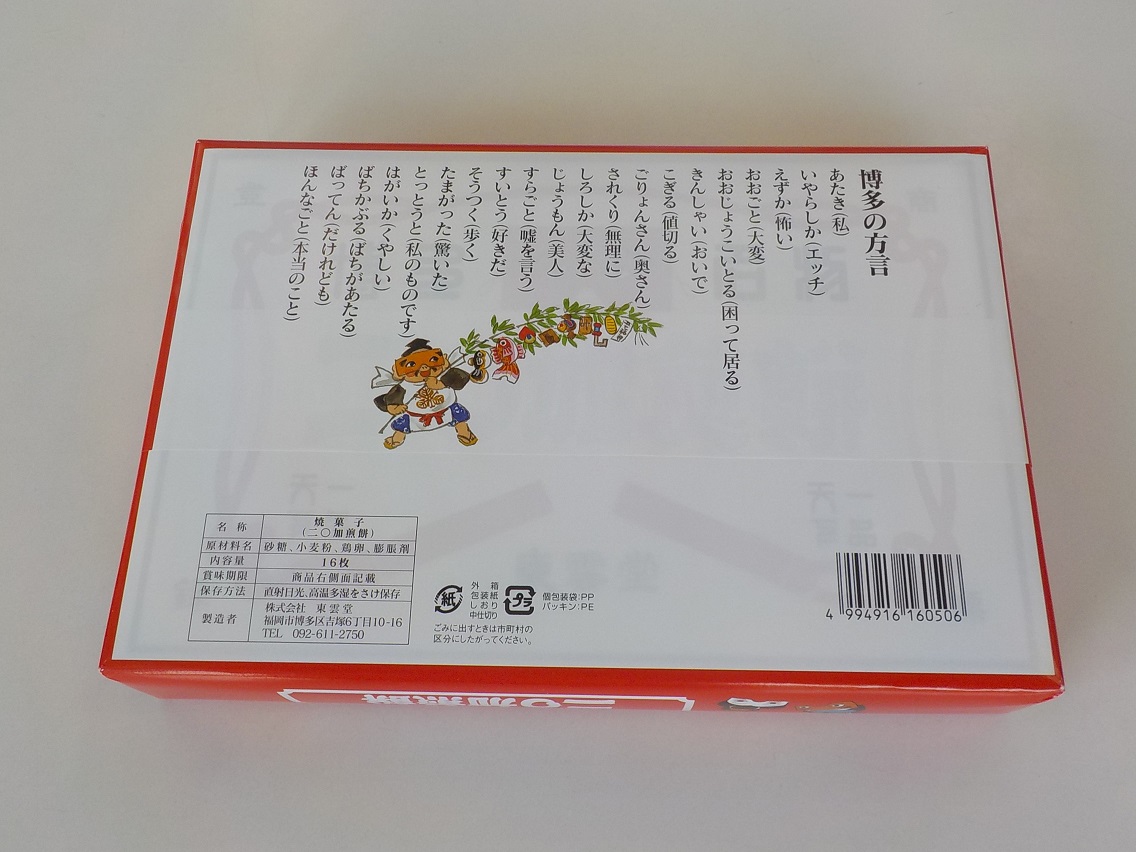 博多の方言
あたき(私)
いやらしか(エッチ)
えずか(怖い)
おおごと(大変)
おおじょうこいとる(困って居る)
きんしゃい(おいで)
こぎる(値切る)
ごりょんさん(奥さん)
されくり(無理に)
しろしか(大変な)
じょうもん(美人)
すらごと(嘘を言う)
すいとう(好きだ)
そうつく(歩く)
たまがった(驚いた)
とっとうと(私のものです)
はがいか(くやしい)
ばちかぶる(ばちがあたる)
ばってん(だけれども)
ほんなごと(本当のこと)
名称 焼菓子
(二〇加煎餅)
原材料名 砂糖、小麦粉、鶏卵、膨脹剤
内容量 16枚
賞味期限 商品右側面記載
保存方法 直射日光、高温多湿をさけ保存
製造者 株式会社 東雲堂
福岡市博多区吉塚6丁目10-16
TEL 092-611-2750
紙
外箱
包装紙
しおり
中仕切り
プラ
個包装袋:PP
パッキン:PE
ごみに出すときは市町村の
区分にしたがってください。
4 994916 160506